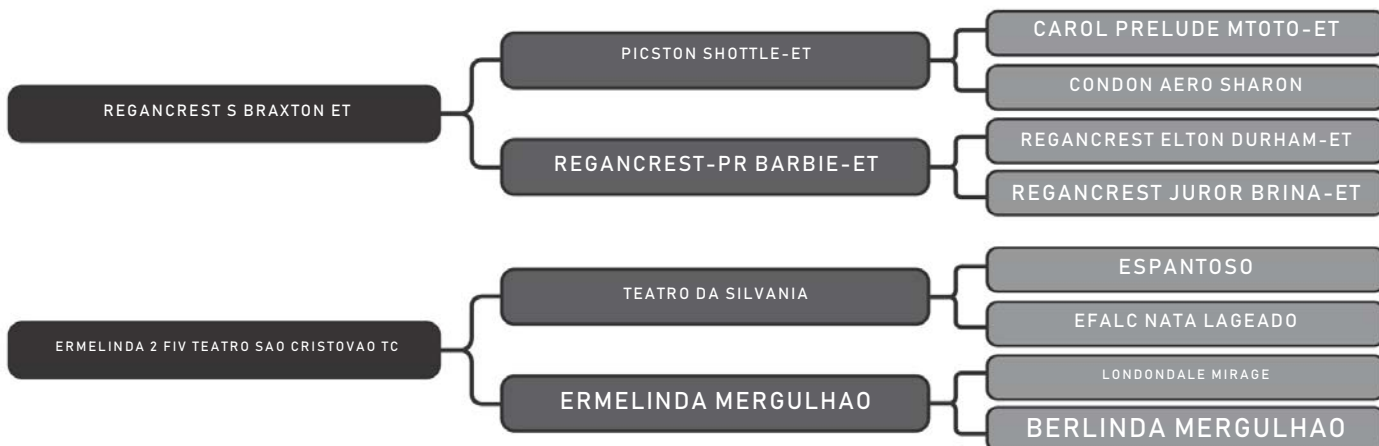 CAROL PRELUDE MTOTO-ET
PICSTON SHOTTLE-ET
CONDON AERO SHARON
REGANCREST S BRAXTON ET
REGANCREST ELTON DURHAM-ET
REGANCREST-PR BARBIE-ET
REGANCREST JUROR BRINA-ET
ESPANTOSO
TEATRO DA SILVANIA
EFALC NATA LAGEADO
ERMELINDA 2 FIV TEATRO SAO CRISTOVAO TC
LONDONDALE MIRAGE
ERMELINDA MERGULHAO
BERLINDA MERGULHAO